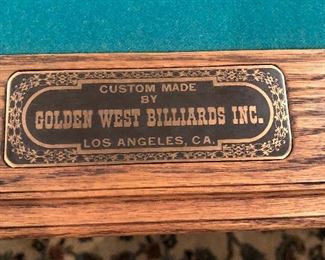 CUSTOM MADE
BY
GOLDEN WEST BILLIARDS INC.
LOS ANGELES, CA.